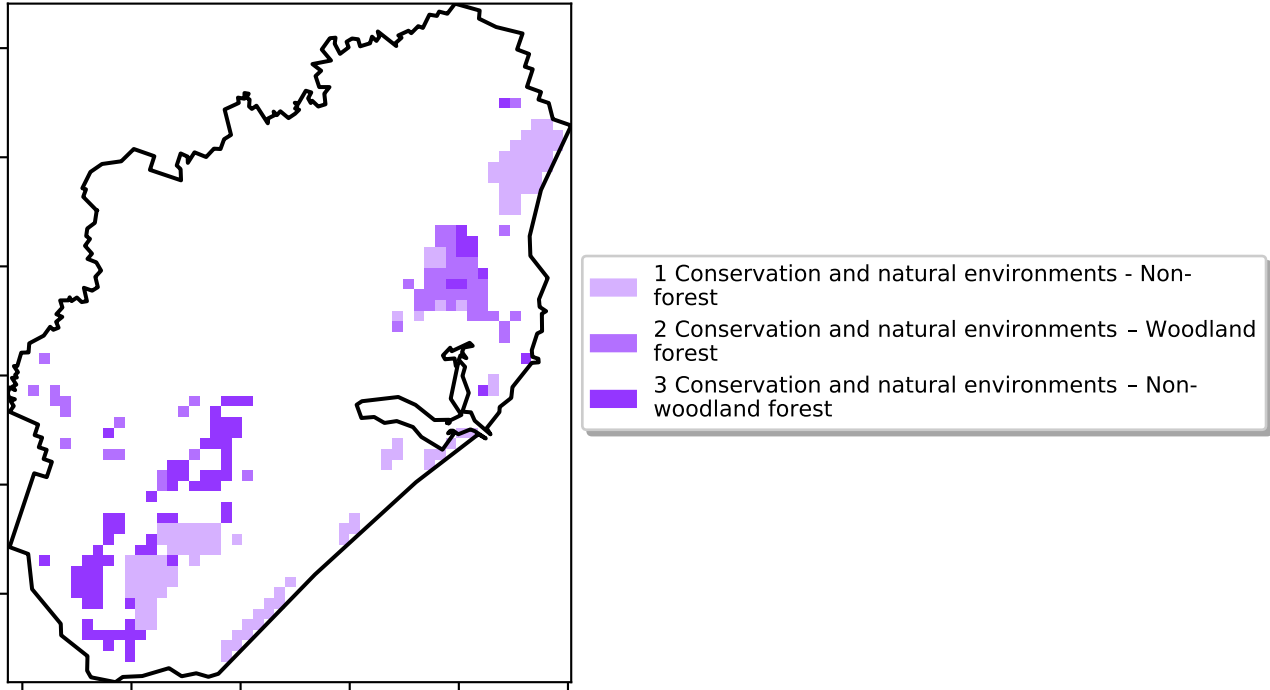 1 Conservation and natural environments - Non-
forest
2 Conservation and natural environments – Woodland
forest
3 Conservation and natural environments – Non-
woodland forest